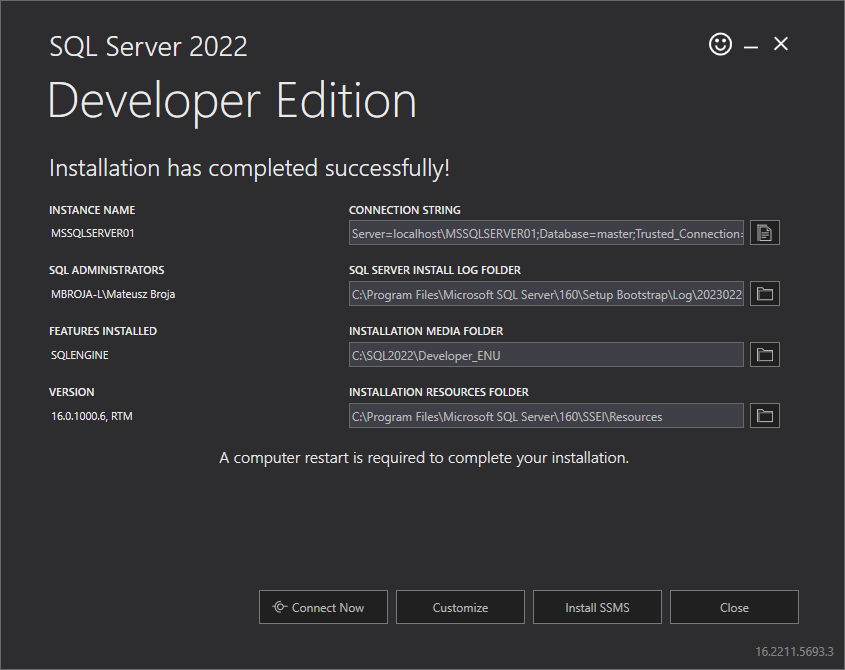 SQL Server 2022
Developer Edition
Installation has completed successfully!
INSTANCE NAME
MSSQLSERVER01
CONNECTION STRING
Server=localhost\MSSQLSERVER01;Database=master;Trusted_Connection=
SQL ADMINISTRATORS
MBROJA-L\Mateusz Broja
SQL SERVER INSTALL LOG FOLDER
C:\Program Files\Microsoft SQL Server\160\Setup Bootstrap\Log\2023022
FEATURES INSTALLED
SQLENGINE
INSTALLATION MEDIA FOLDER
C:\SQL2022\Developer_ENU
VERSION
16.0.1000.6, RTM
INSTALLATION RESOURCES FOLDER
C:\Program Files\Microsoft SQL Server\160\SSEI\Resources
A computer restart is required to complete your installation.
Connect Now
Customize
Install SSMS
Close
16.2211.5693.3